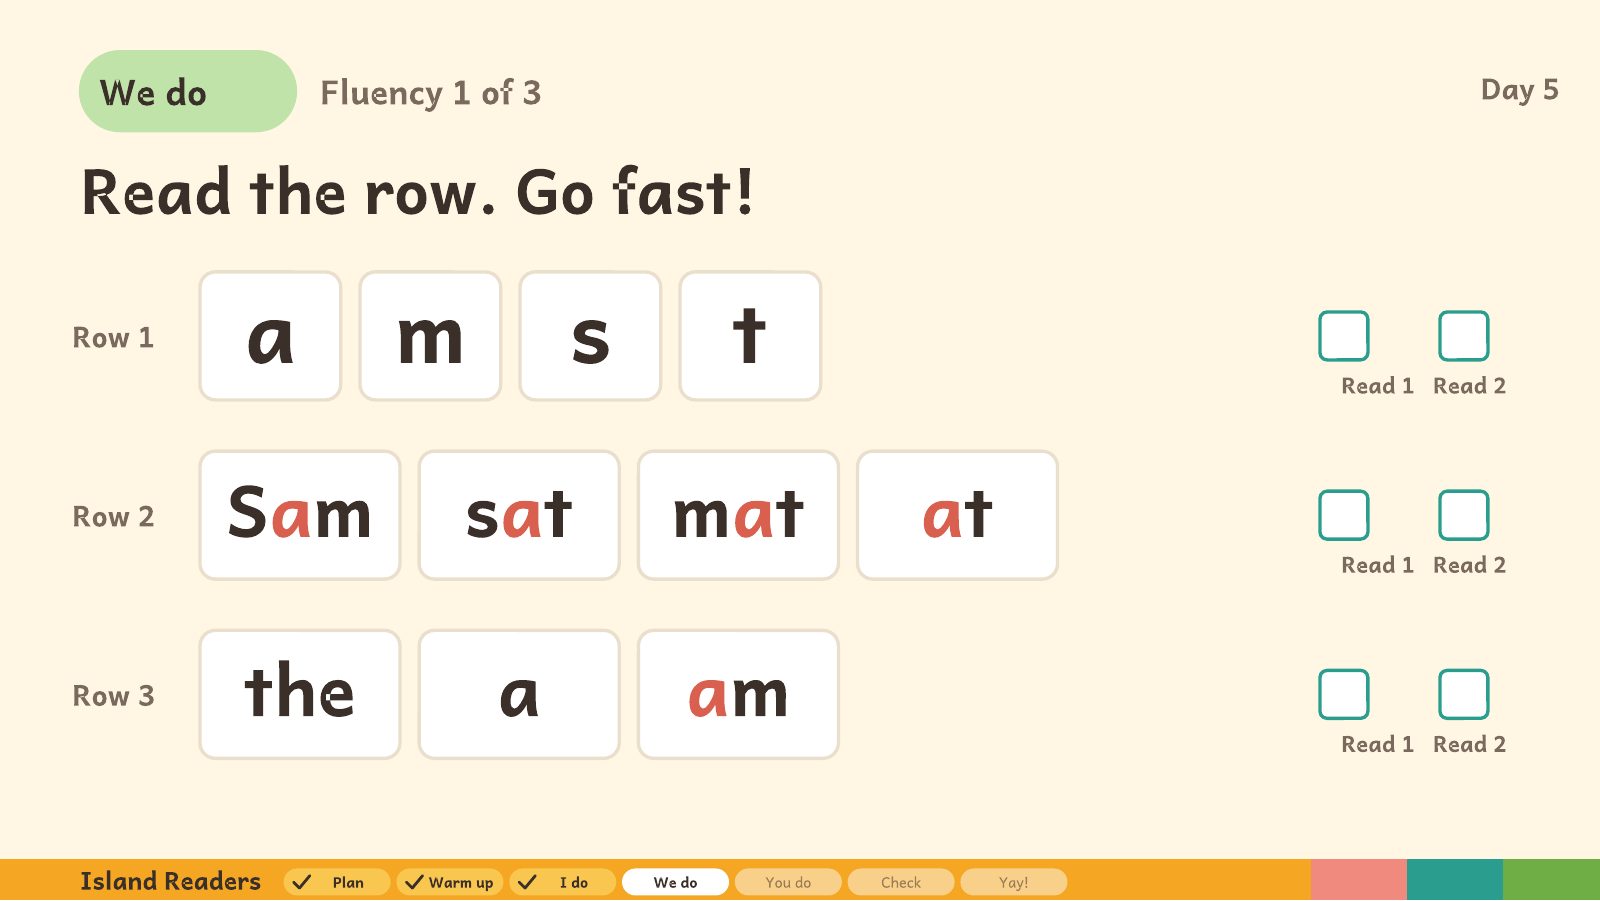 We do
Fluency 1 of 3
Day 5
Read the row. Go fast!
Row 1
a m s t
Read 1 Read 2
Row 2
Sam sat mat at
Read 1 Read 2
Row 3
the a am
Read 1 Read 2
Island Readers
Plan
Warm up
I do
We do
You do
Check
Yay!